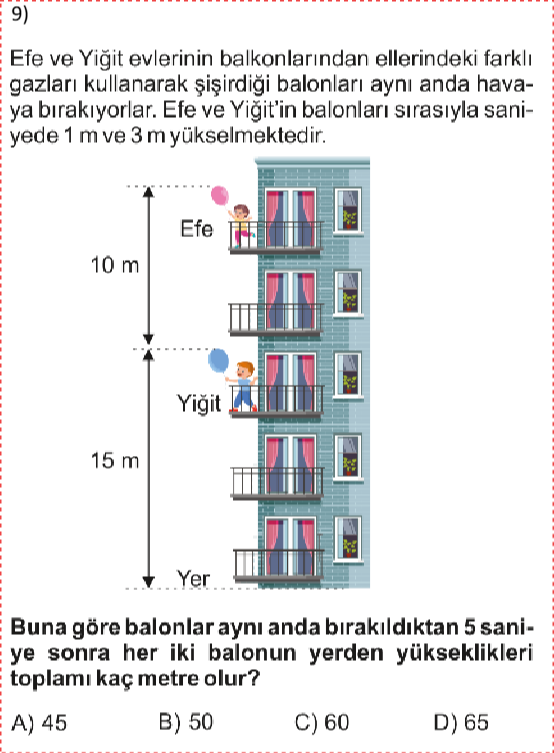 9)
Efe ve Yiğit evlerinin balkonlarından ellerindeki farklı
gazları kullanarak şişirdiği balonları aynı anda hava-
ya bırakıyorlar. Efe ve Yiğit'in balonları sırasıyla sani-
yede 1 m ve 3 m yükselmektedir.
Efe
10 m
Yiğit
15 m
Yer
Buna göre balonlar aynı anda bırakıldıktan 5 sani-
ye sonra her iki balonun yerden yükseklikleri
toplamı kaç metre olur?
A) 45 B) 50 C) 60 D) 65